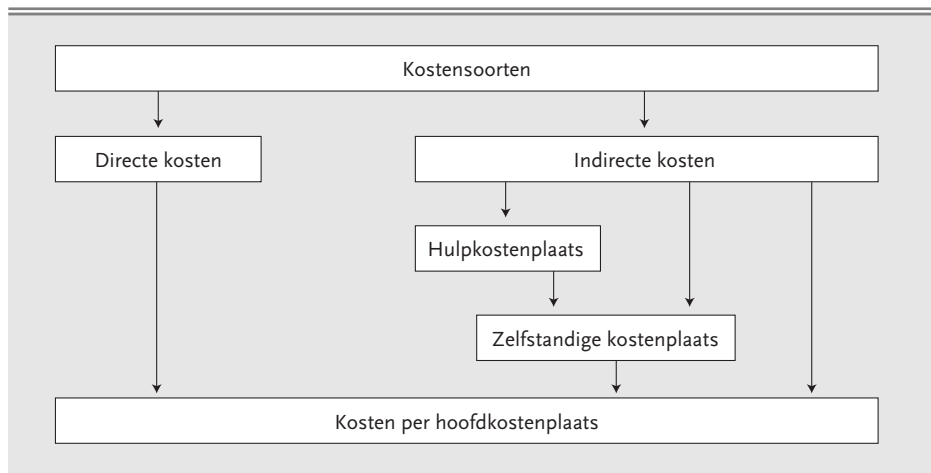 Kostensoorten
Directe kosten
Indirecte kosten
Hulpkostenplaats
Zelfstandige kostenplaats
Kosten per hoofdkostenplaats